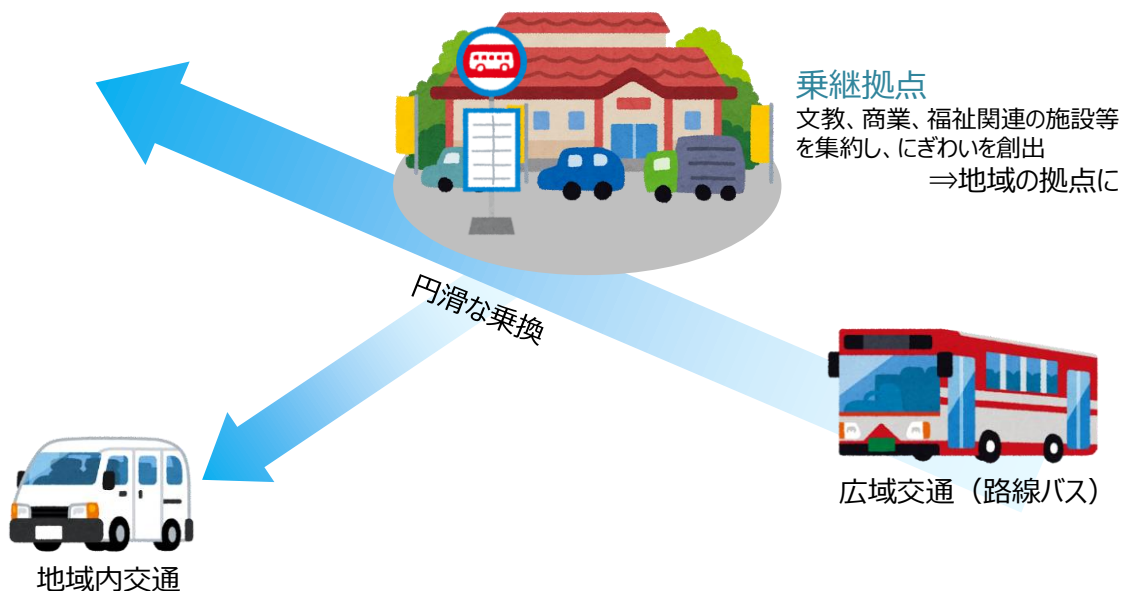 乗継拠点
文教、商業、福祉関連の施設等
を集約し、にぎわいを創出
⇒地域の拠点に
円滑な乗換
広域交通（路線バス）
地域内交通